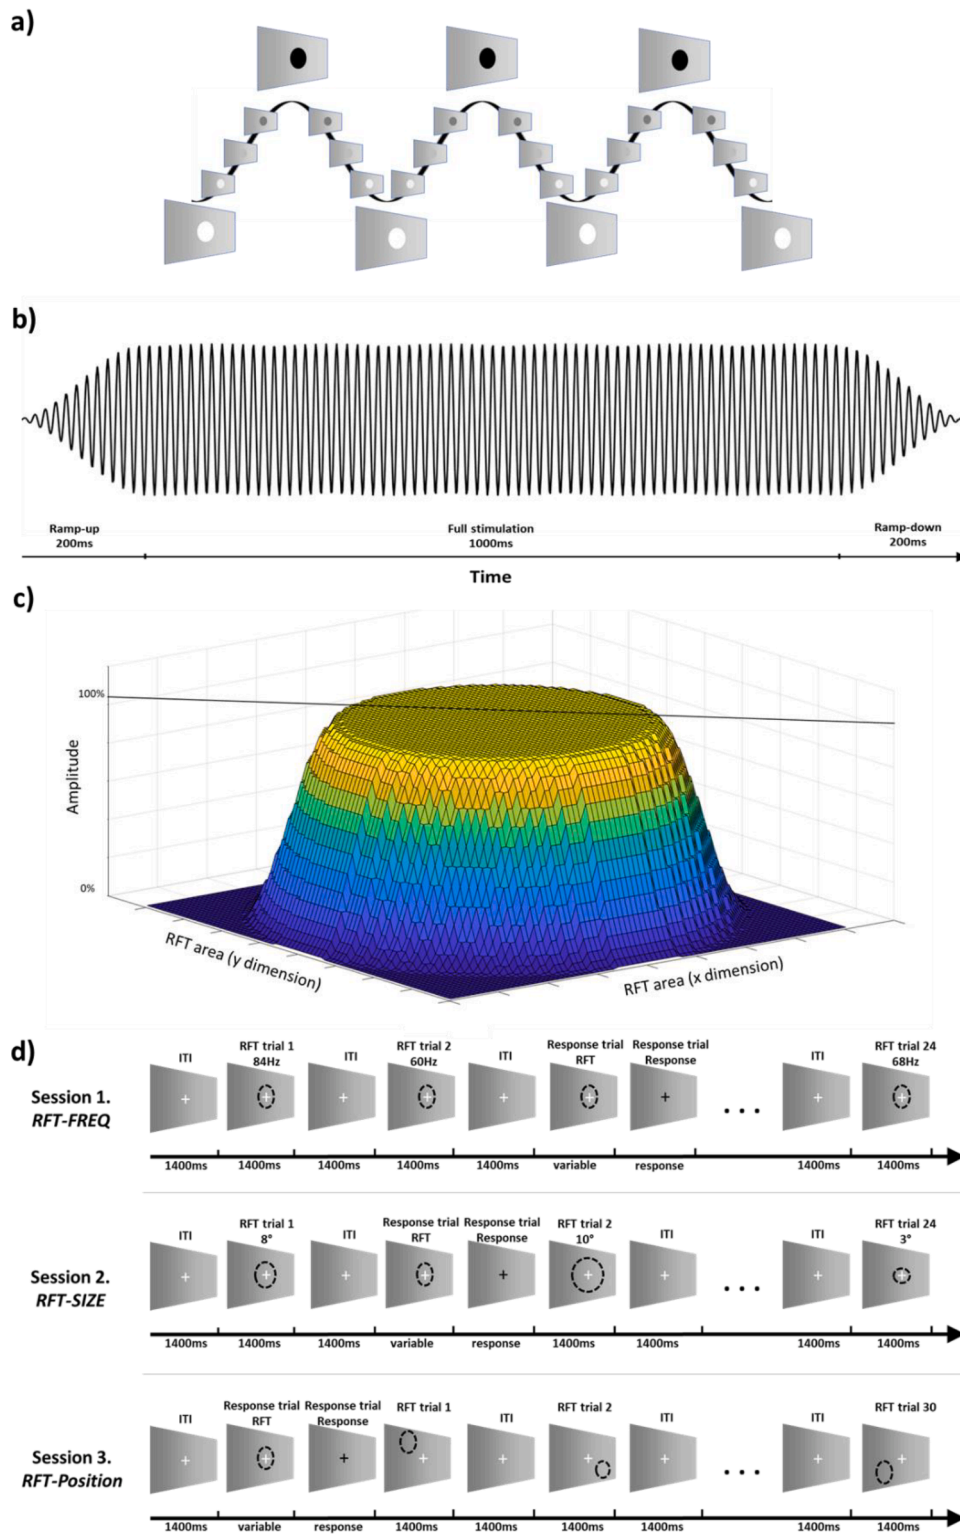 a)
b)
Ramp-up
200ms
Full stimulation
1000ms
Ramp-down
200ms
Time
c)
100%
Amplitude
0%
RFT area (y dimension)
RFT area (x dimension)
d)
Session 1.
RFT-FREQ
ITI
RFT trial 1
84Hz
ITI
RFT trial 2
60Hz
ITI
Response trial
RFT
Response trial
Response
. . .
ITI
RFT trial 24
68Hz
1400ms 1400ms 1400ms 1400ms 1400ms variable response 1400ms 1400ms
Session 2.
RFT-SIZE
ITI
RFT trial 1
8°
ITI
Response trial
RFT
Response trial
Response
RFT trial 2
10°
ITI
. . .
ITI
RFT trial 24
3°
1400ms 1400ms 1400ms 1400ms variable response 1400ms 1400ms 1400ms 1400ms
Session 3.
RFT-Position
ITI
Response trial
RFT
Response trial
Response
RFT trial 1
ITI
RFT trial 2
ITI
. . .
ITI
RFT trial 30
1400ms variable response 1400ms 1400ms 1400ms 1400ms 1400ms 1400ms